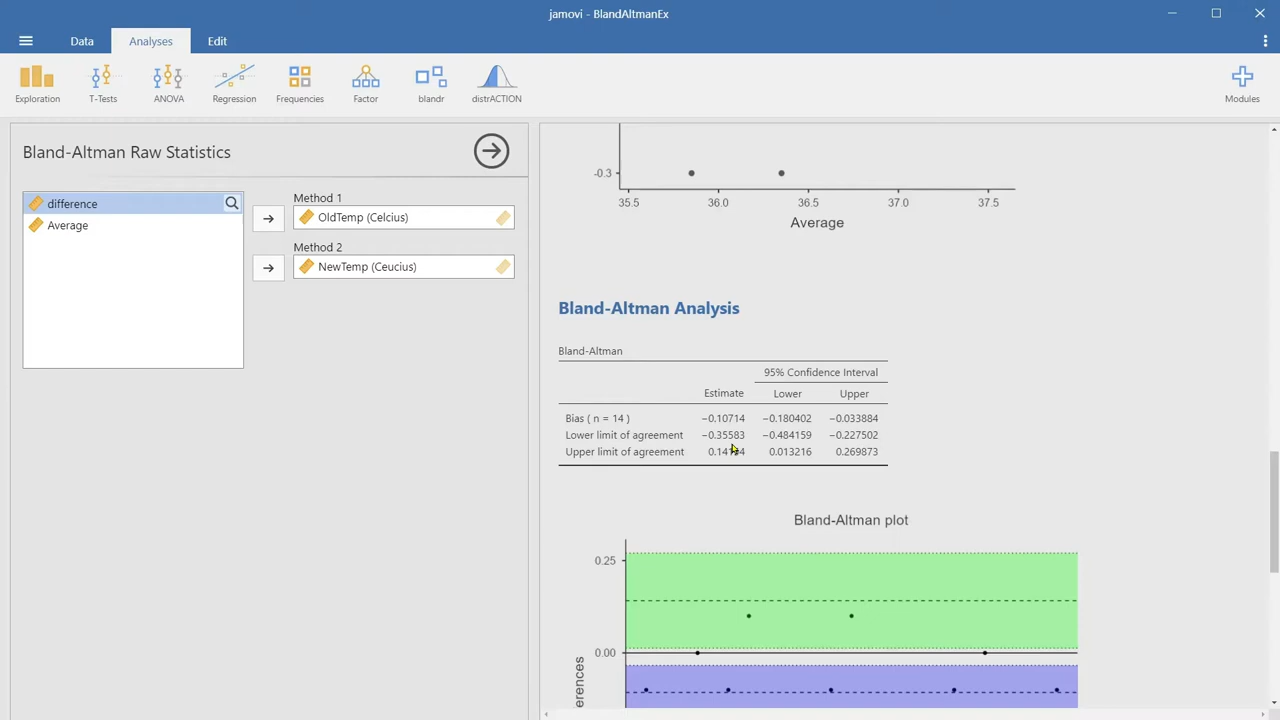 jamovi - BlandAltmanEx
Data Analyses Edit
Exploration T-Tests ANOVA Regression Frequencies Factor blandr distrACTION Modules
Bland-Altman Raw Statistics
difference
Average
Method 1
OldTemp (Celcius)
Method 2
NewTemp (Ceucius)
-0.3
35.5 36.0 36.5 37.0 37.5
Average
Bland-Altman Analysis
Bland-Altman
95% Confidence Interval
Estimate Lower Upper
Bias ( n = 14 ) −0.10714 −0.180402 −0.033884
Lower limit of agreement −0.35583 −0.484159 −0.227502
Upper limit of agreement 0.013216 0.269873
Bland-Altman plot
0.25
0.00